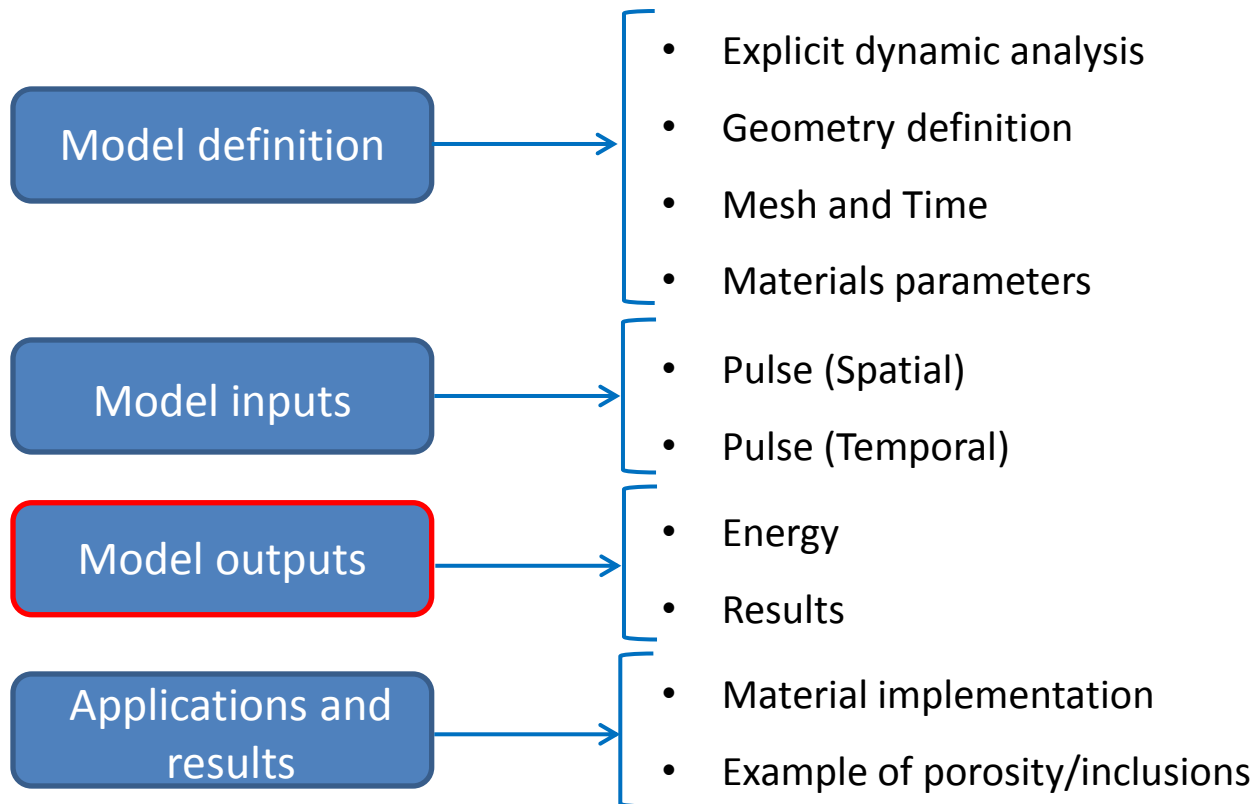 Model definition
• Explicit dynamic analysis
• Geometry definition
• Mesh and Time
• Materials parameters
Model inputs
• Pulse (Spatial)
• Pulse (Temporal)
Model outputs
• Energy
• Results
Applications and
results
• Material implementation
• Example of porosity/inclusions